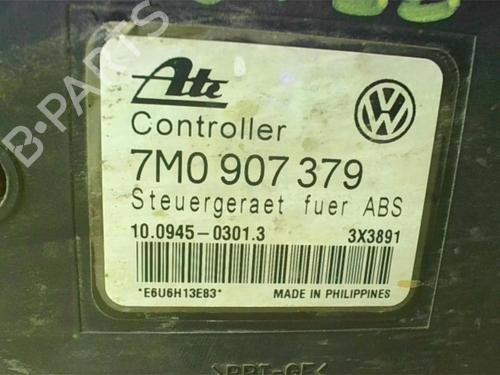 Ate
Controller
7M0 907 379
Steuergeraet fuer ABS
10.0945-0301.3 3X3891
*E6U6H13E83* MADE IN PHILIPPINES
B-PARTS